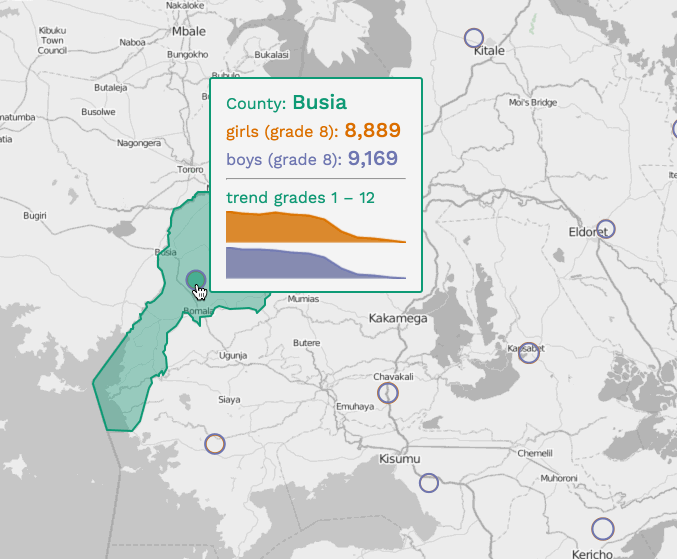 Nakaloke
Kibuku
Town
Council
Mbale
Naboa
Bungokho
Bukalasi
Kitale
Bubulo
Butaleja
Moi's Bridge
Busolwe
Nagongera
Tororo
Bugiri
Busia
Bomala
Mumias
Eldoret
Kakamega
Butere
Ugunja
Kapsabet
Chavakali
Siaya
Emuhaya
Kisumu
Chemelil
Muhoroni
Kericho
County: Busia
girls (grade 8): 8,889
boys (grade 8): 9,169
trend grades 1 – 12